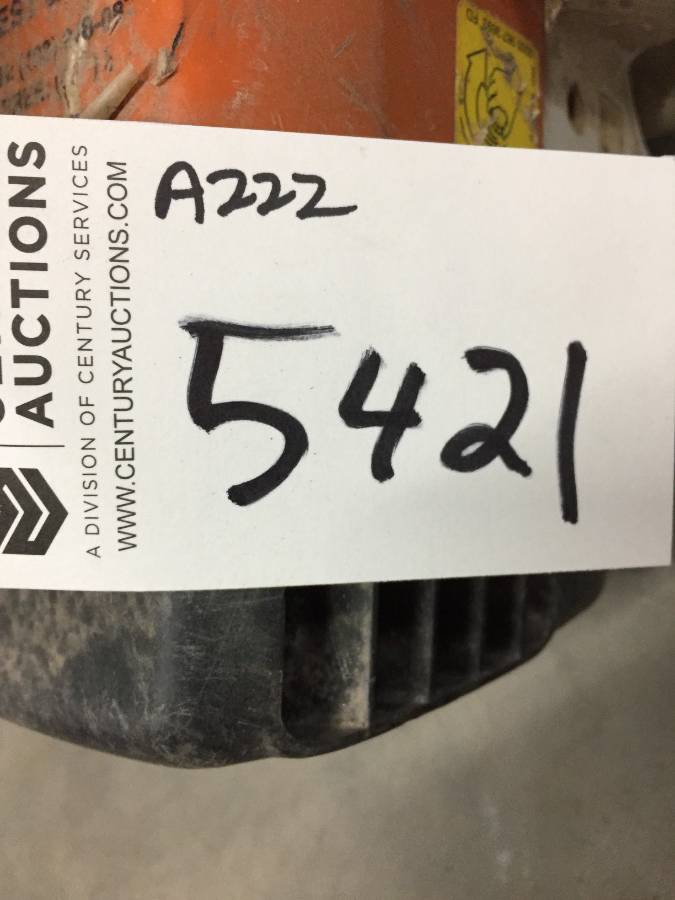 A222
5421
AUCTIONS
A DIVISION OF CENTURY SERVICES
WWW.CENTURYAUCTIONS.COM